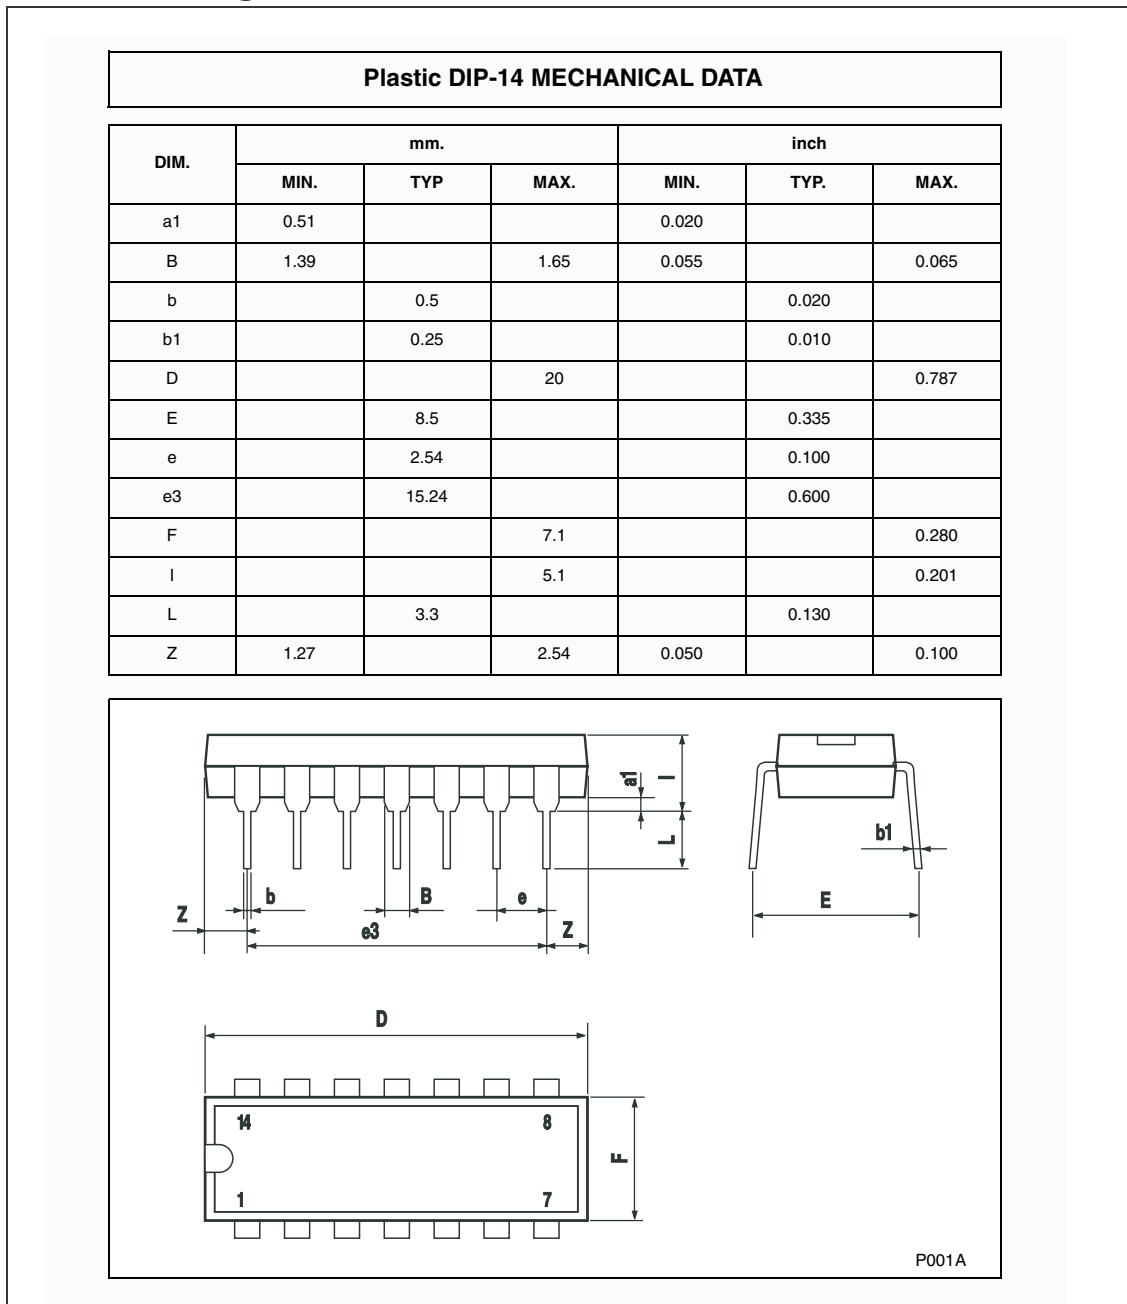 Plastic DIP-14 MECHANICAL DATA
DIM. mm. inch
MIN. TYP MAX. MIN. TYP. MAX.
a1 0.51 0.020
B 1.39 1.65 0.055 0.065
b 0.5 0.020
b1 0.25 0.010
D 20 0.787
E 8.5 0.335
e 2.54 0.100
e3 15.24 0.600
F 7.1 0.280
I 5.1 0.201
L 3.3 0.130
Z 1.27 2.54 0.050 0.100
a1 I
L b1
b B e E
Z e3 Z
D
14 8
F
1 7
P001A